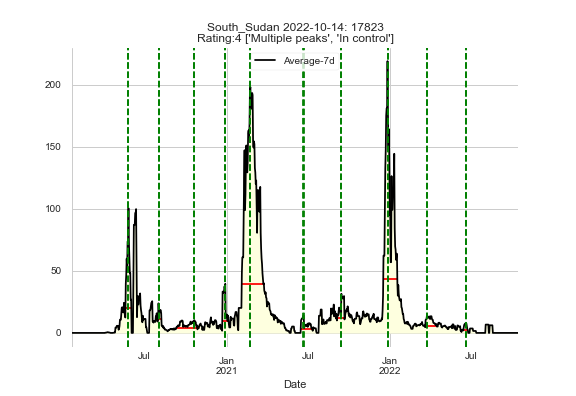 South_Sudan 2022-10-14: 17823
Rating:4 ['Multiple peaks', 'In control']
Average-7d
200
150
100
50
0
Jul
Jan
2021
Jul
Jan
2022
Jul
Date